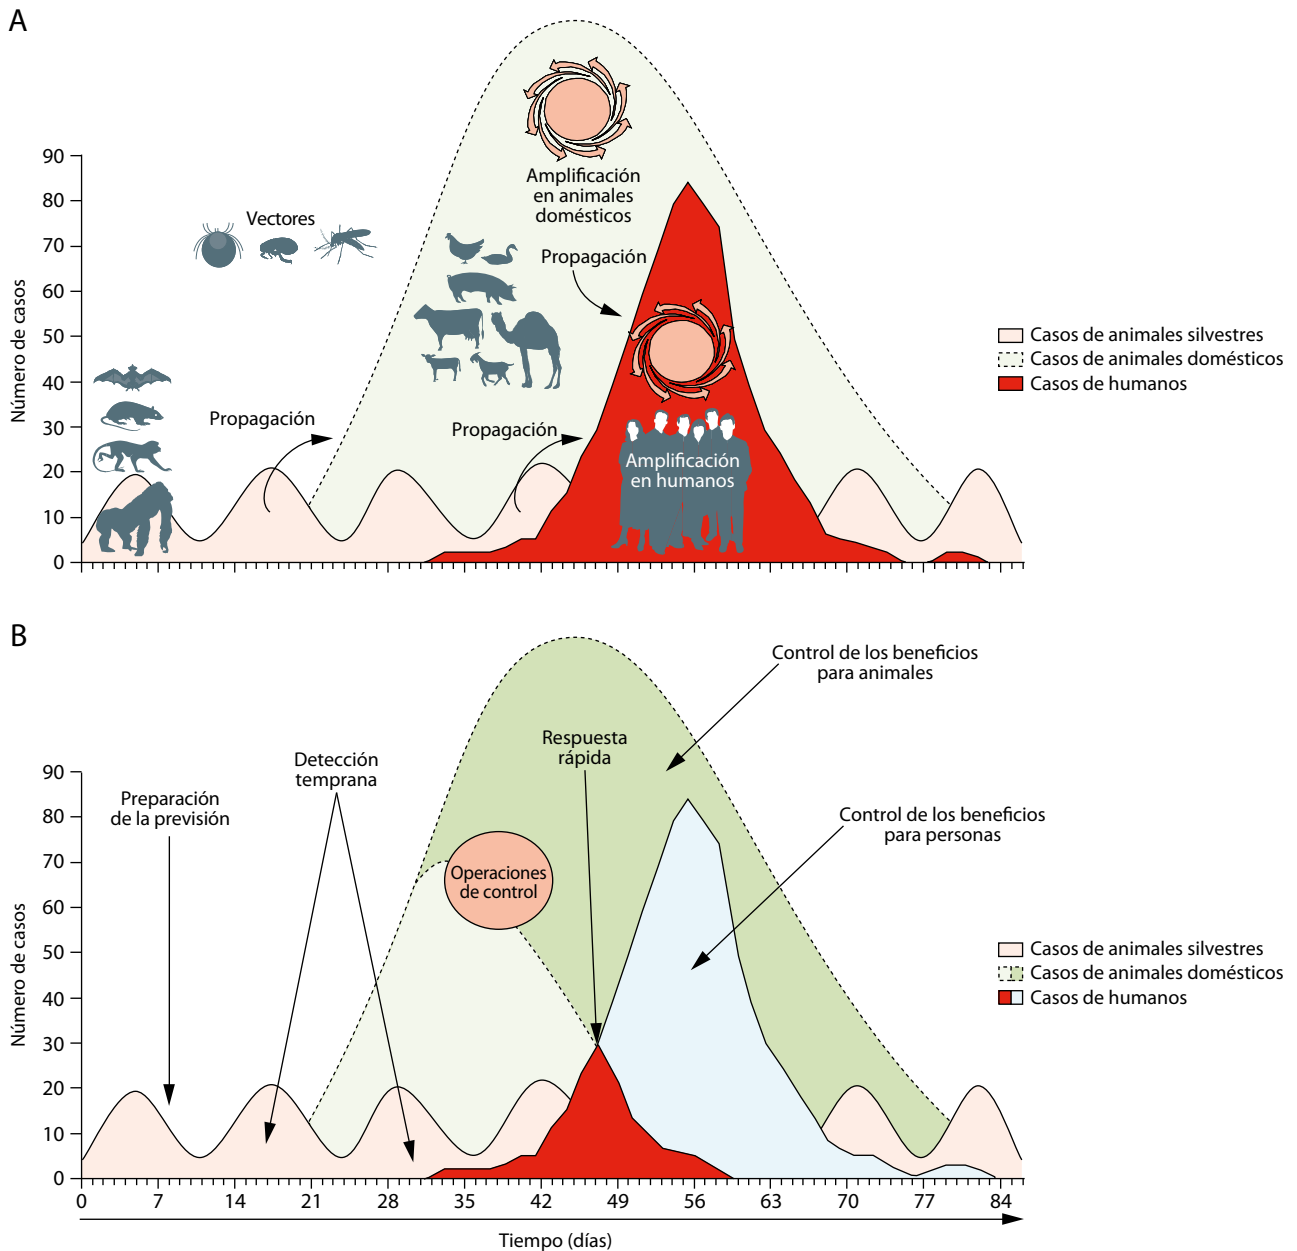 A
Número de casos
90
80
70
60
50
40
30
20
10
0
Vectores
Propagación
Amplificación
en animales
domésticos
Propagación
Propagación
Amplificación
en humanos
Casos de animales silvestres
Casos de animales domésticos
Casos de humanos
B
Número de casos
90
80
70
60
50
40
30
20
10
0
Preparación
de la previsión
Detección
temprana
Operaciones
de control
Respuesta
rápida
Control de los beneficios
para animales
Control de los beneficios
para personas
Casos de animales silvestres
Casos de animales domésticos
Casos de humanos
0 7 14 21 28 35 42 49 56 63 70 77 84
Tiempo (días)